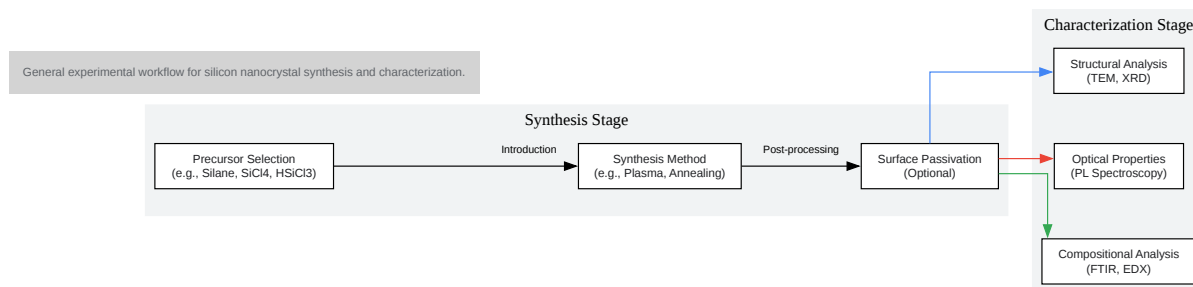 Characterization Stage
General experimental workflow for silicon nanocrystal synthesis and characterization.
Structural Analysis
(TEM, XRD)
Synthesis Stage
Precursor Selection
(e.g., Silane, SiCl4, HSiCl3)
Introduction
Synthesis Method
(e.g., Plasma, Annealing)
Post-processing
Surface Passivation
(Optional)
Optical Properties
(PL Spectroscopy)
Compositional Analysis
(FTIR, EDX)